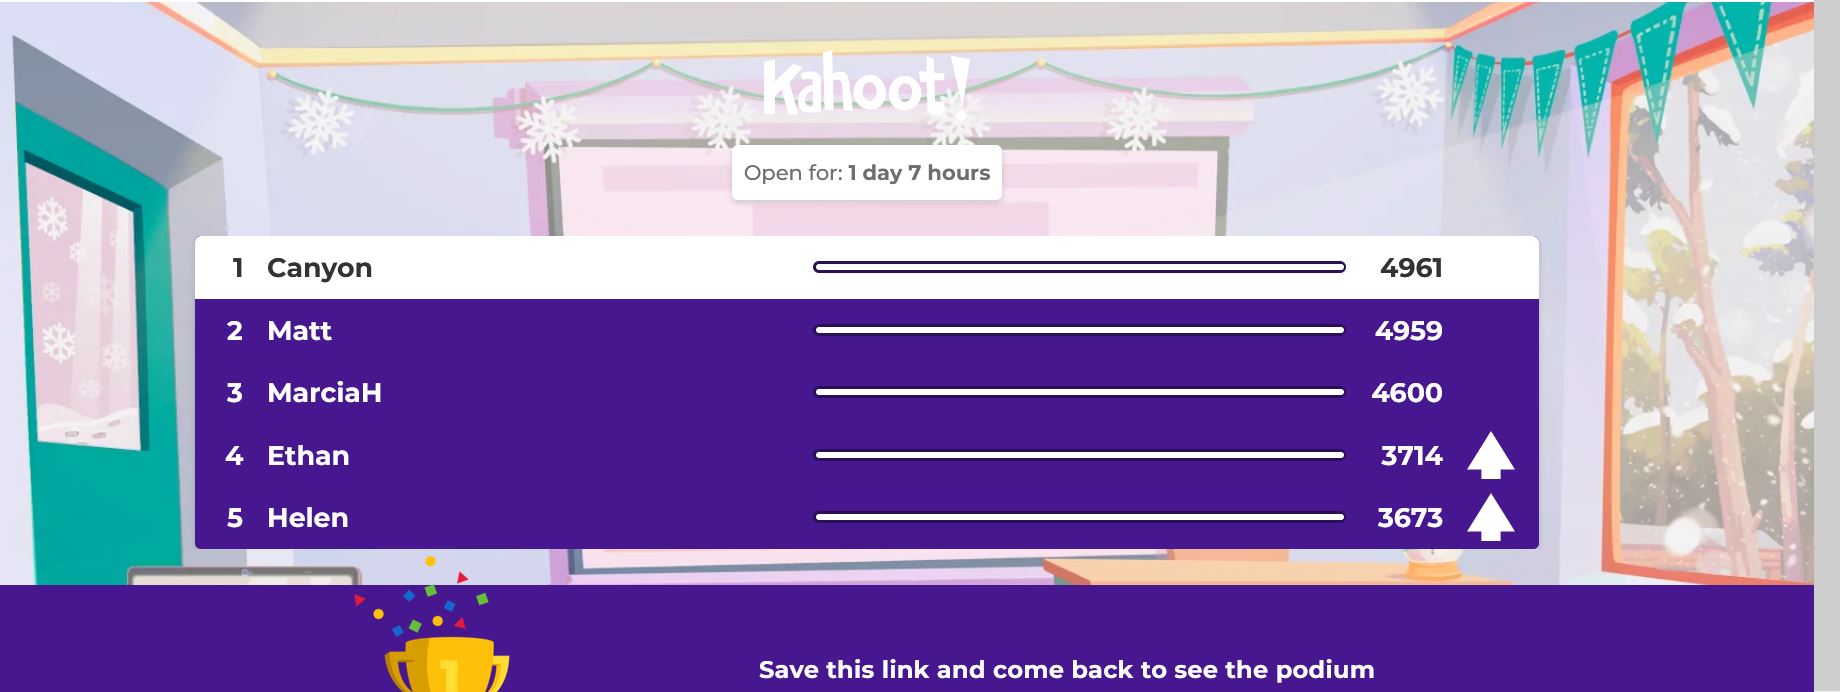 Kahoot!
Open for: 1 day 7 hours
1 Canyon 4961
2 Matt 4959
3 MarciaH 4600
4 Ethan 3714
5 Helen 3673
1
Save this link and come back to see the podium